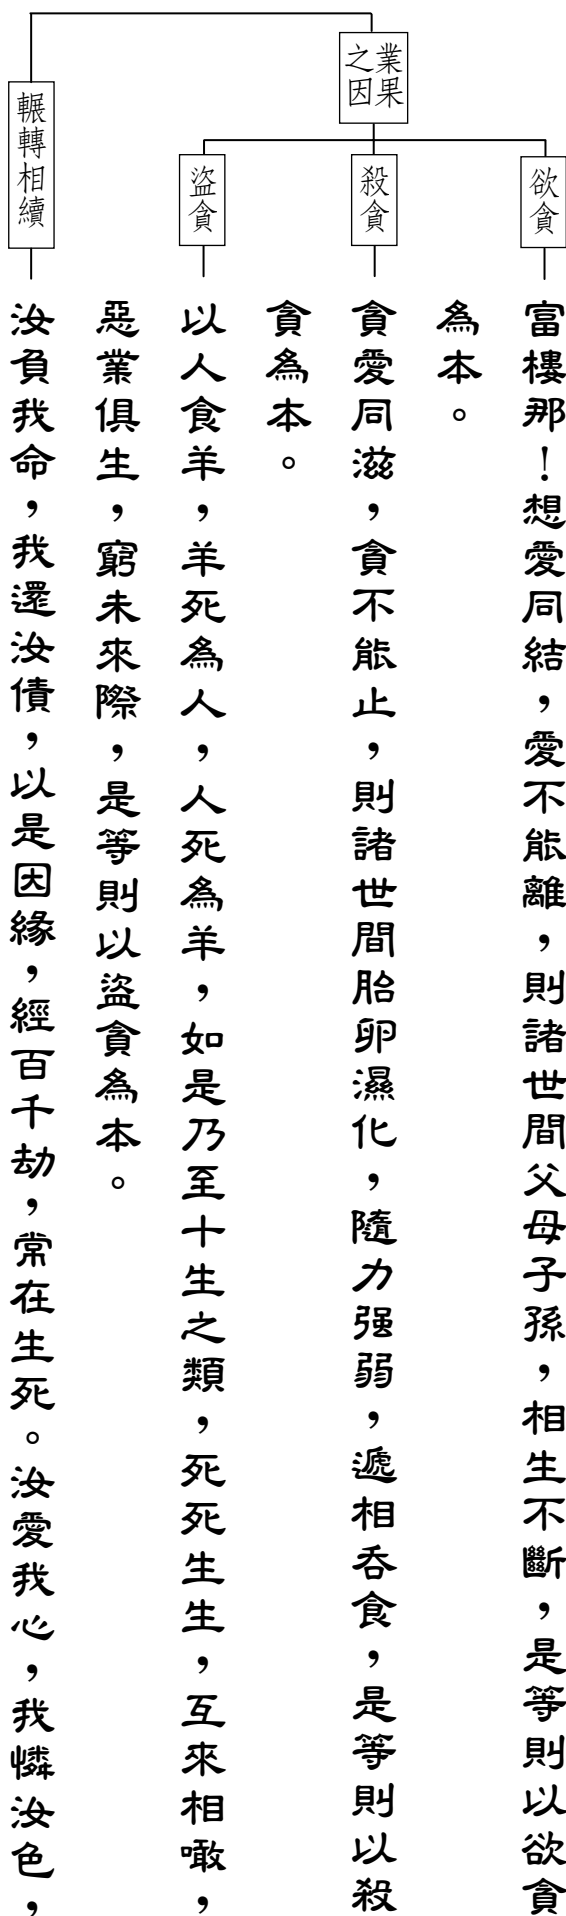 業果之因
欲貪
富樓那！想愛同結，愛不能離，則諸世間父母子孫，相生不斷，是等則以欲貪
為本。
殺貪
貪愛同滋，貪不能止，則諸世間胎卵濕化，隨力强弱，遞相吞食，是等則以殺
貪為本。
盜貪
以人食羊，羊死為人，人死為羊，如是乃至十生之類，死死生生，互來相噉，
惡業俱生，窮未來際，是等則以盜貪為本。
輾轉相續
汝負我命，我還汝債，以是因緣，經百千劫，常在生死。汝愛我心，我憐汝色，